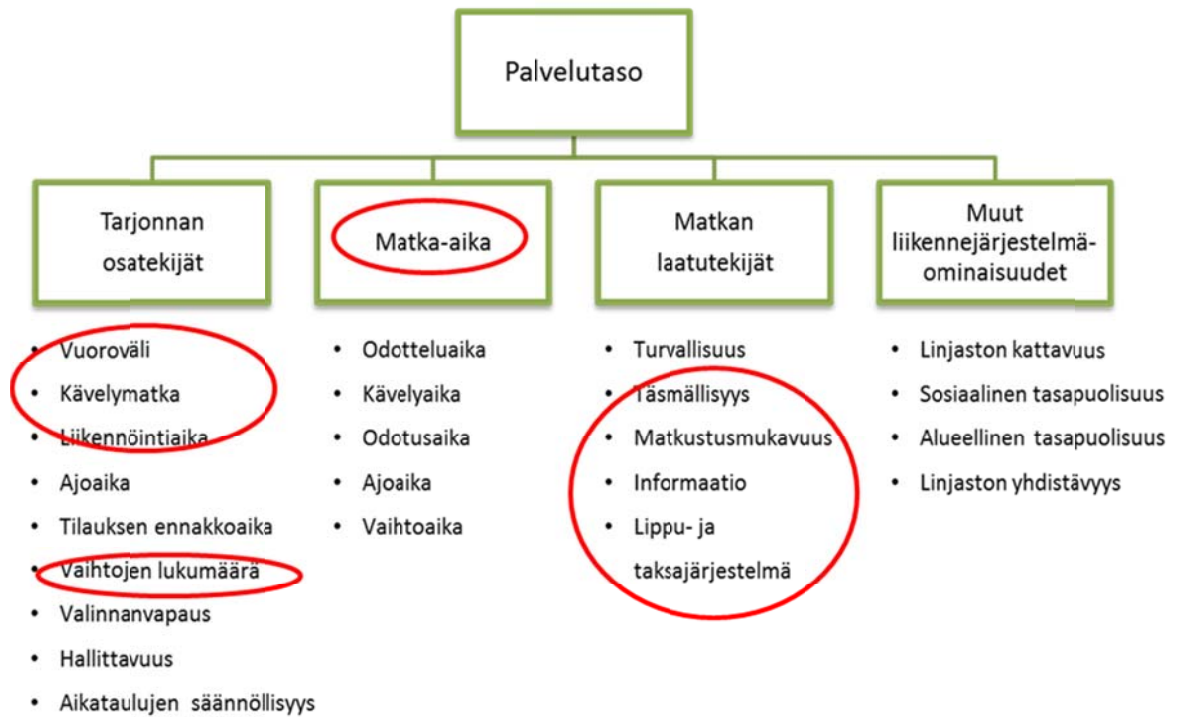 Palvelutaso
Tarjonnan
osatekijät
Matka-aika
Matkan
laatutekijät
Muut
liikennejärjestelmä-
ominaisuudet
• Vuoroväli
• Kävelymatka
• Liikennöintiaika
• Ajoaika
• Tilauksen ennakkoaika
• Vaihtojen lukumäärä
• Valinnanvapaus
• Hallittavuus
• Aikataulujen säännöllisyys
• Odotteluaika
• Kävelyaika
• Odotusaika
• Ajoaika
• Vaihtoaika
• Turvallisuus
• Täsmällisyys
• Matkustusmukavuus
• Informaatio
• Lippu- ja
taksajärjestelmä
• Linjaston kattavuus
• Sosiaalinen tasapuolisuus
• Alueellinen tasapuolisuus
• Linjaston yhdistävyys